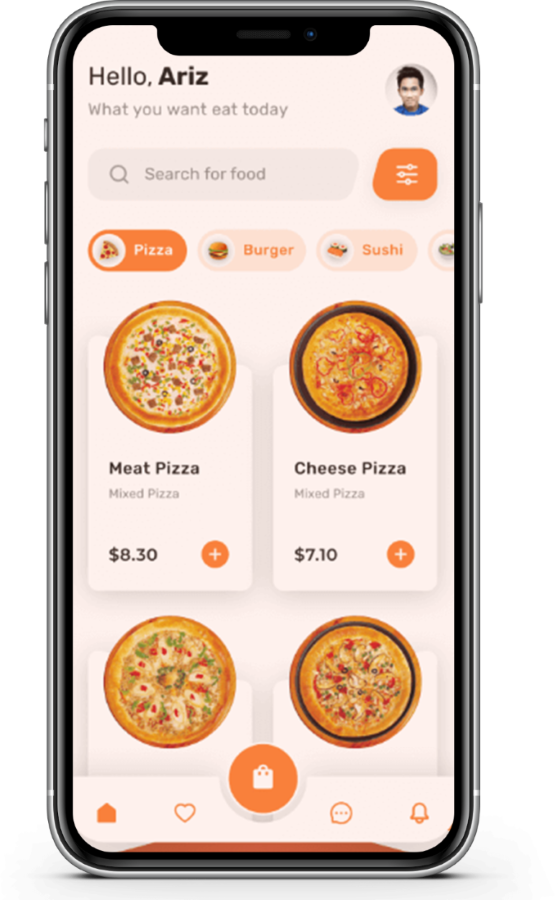 Hello, Ariz
What you want eat today
Search for food
Pizza Burger Sushi
Meat Pizza
Mixed Pizza
$8.30
Cheese Pizza
Mixed Pizza
$7.10